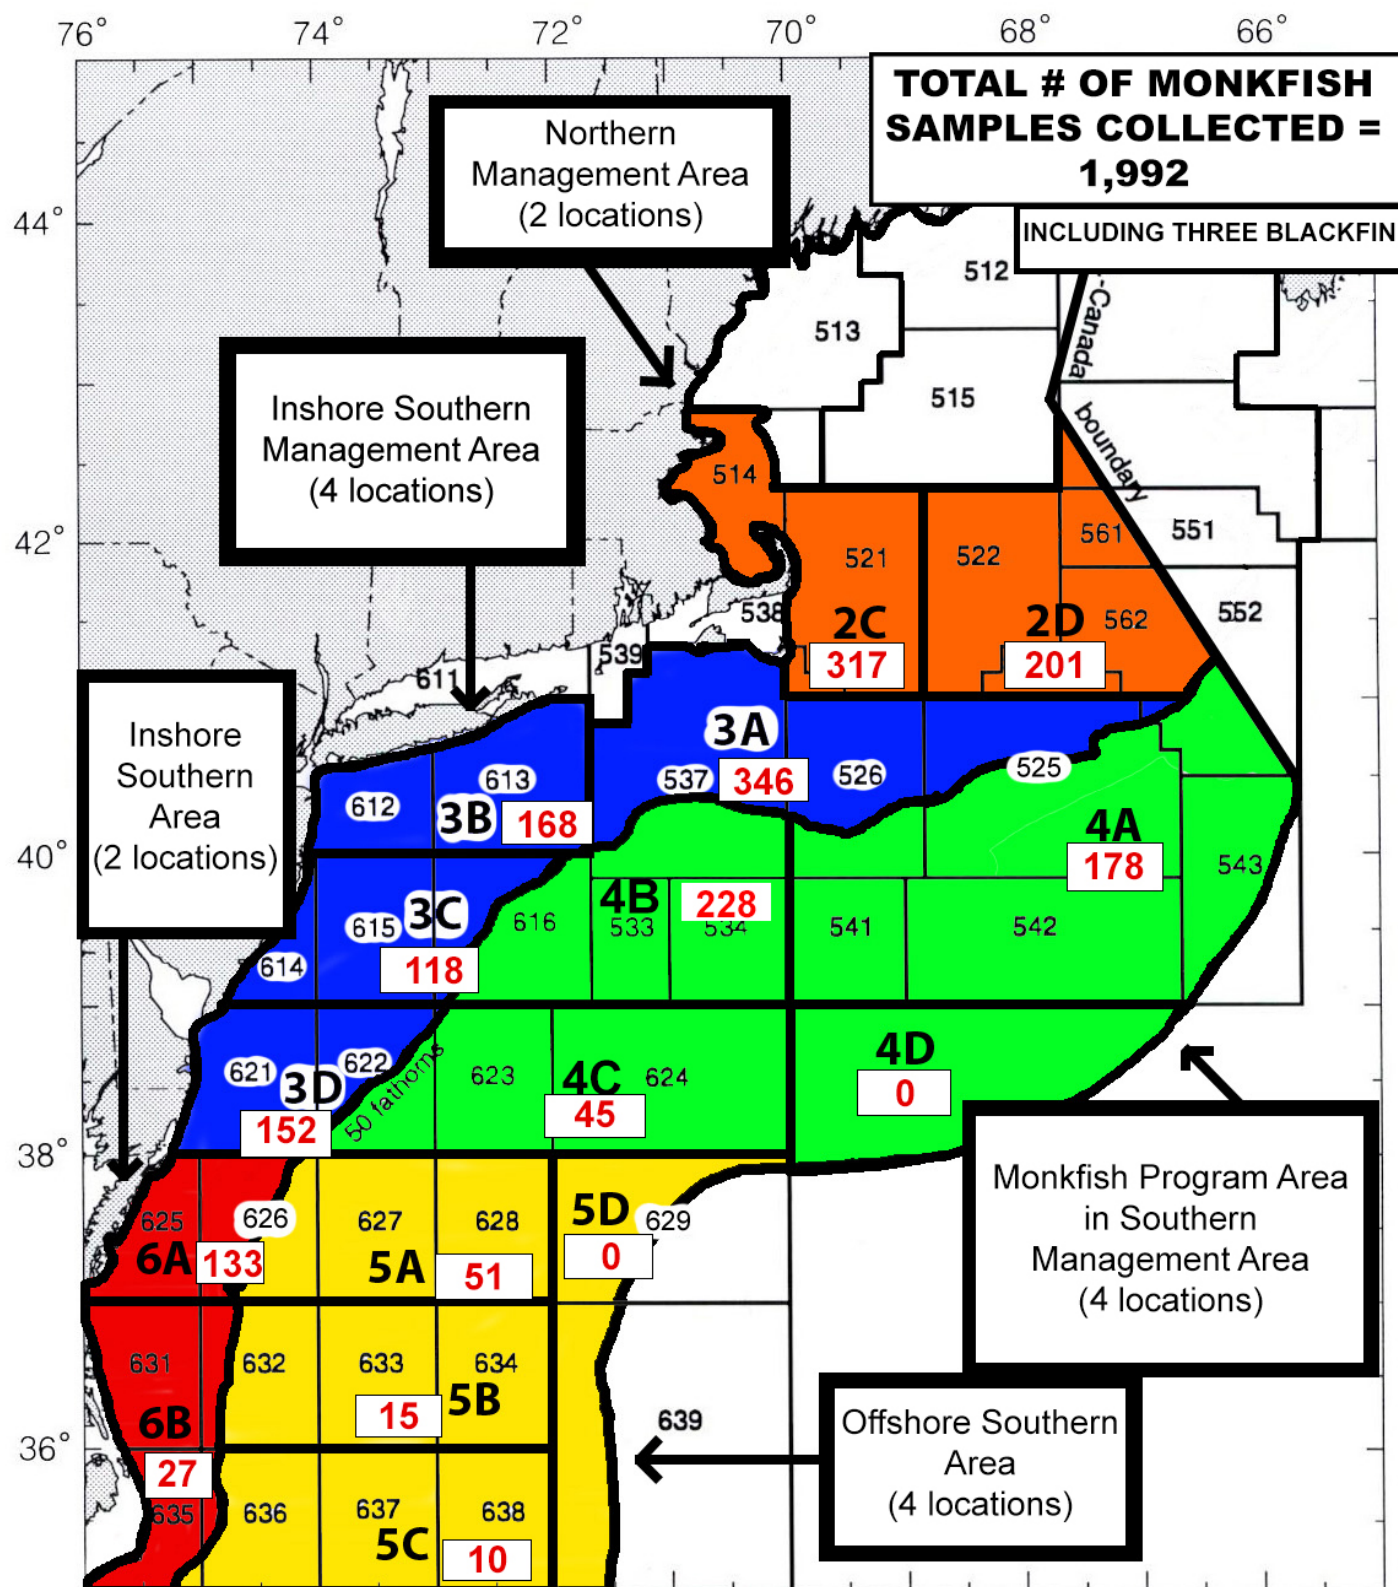 76°
74°
72°
70°
68°
66°
TOTAL # OF MONKFISH
SAMPLES COLLECTED =
1,992
INCLUDING THREE BLACKFIN
Northern
Management Area
(2 locations)
44°
512
513
515
-Canada
boundary
Inshore Southern
Management Area
(4 locations)
514
42°
521
522
561
551
538
2C
2D
562
552
539
317
201
611
Inshore
Southern
Area
(2 locations)
3A
537
346
526
525
612
613
3B
168
4A
178
543
40°
3C
615
614
118
616
4B
228
533
534
541
542
621
622
3D
152
50 fathoms
623
4C
624
45
4D
0
38°
Monkfish Program Area
in Southern
Management Area
(4 locations)
625
626
6A
133
627
628
5A
51
5D
629
0
631
632
633
634
5B
6B
15
639
36°
27
Offshore Southern
Area
(4 locations)
635
636
637
638
5C
10